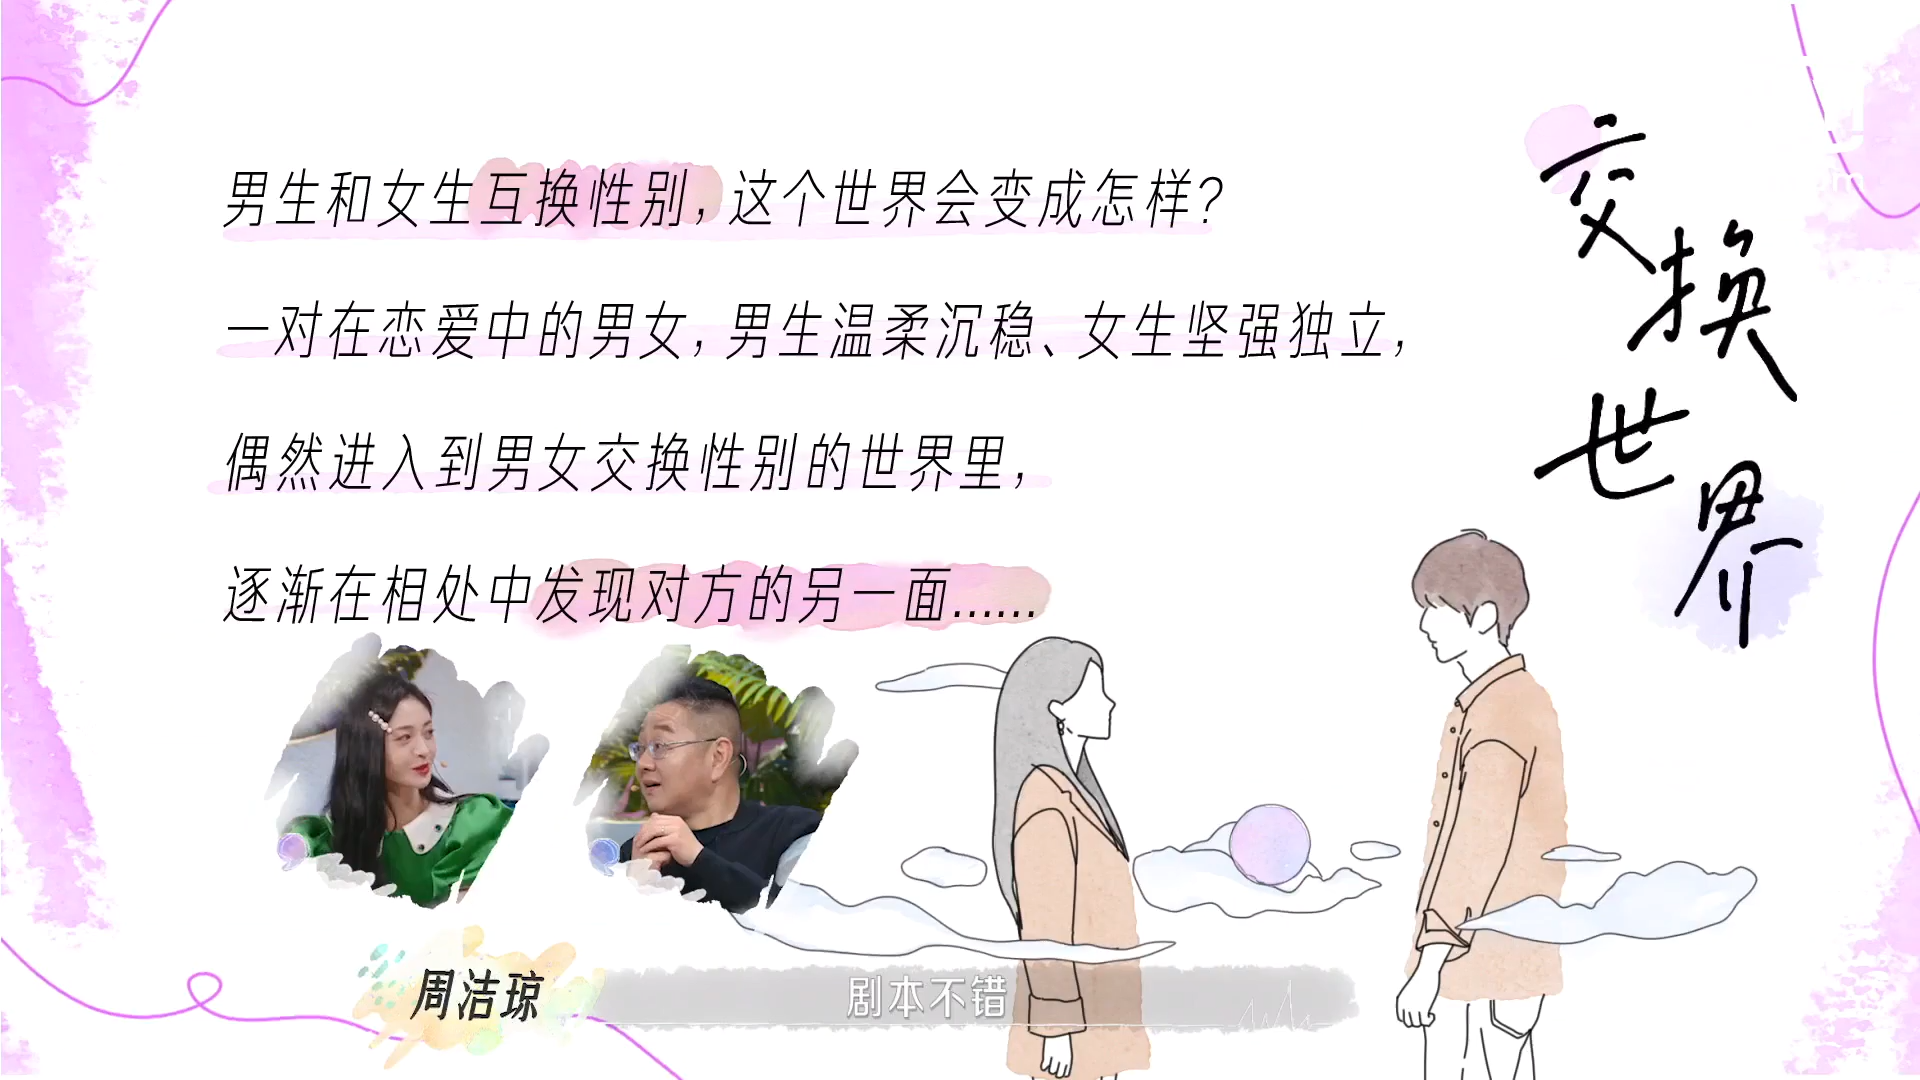 男生和女生互换性别,这个世界会变成怎样?
一对在恋爱中的男女,男生温柔沉稳、女生坚强独立,
偶然进入到男女交换性别的世界里,
逐渐在相处中发现对方的另一面......
交换世界
周洁琼
剧本不错